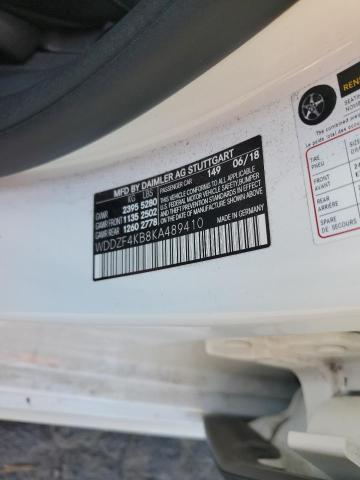 MFD BY DAIMLER AG STUTTGART
KG LBS PASSENGER CAR 149 06/18
GVWR 2395 5280
GAWR FRONT 1135 2502
GAWR REAR 1260 2778
THIS VEHICLE CONFORMS TO ALL APPLICABLE
FEDERAL MOTOR VEHICLE SAFETY, BUMPER,
AND THEFT PREVENTION STANDARDS IN EFFECT ON
THE DATE OF MANUFACTURE SHOWN ABOVE.
WDDZF4KB8KA489410
SEATING
TIRE
PNEU
FRONT
AVANT
REAR
ARRIÈRE
SPARE
DE SECOURS